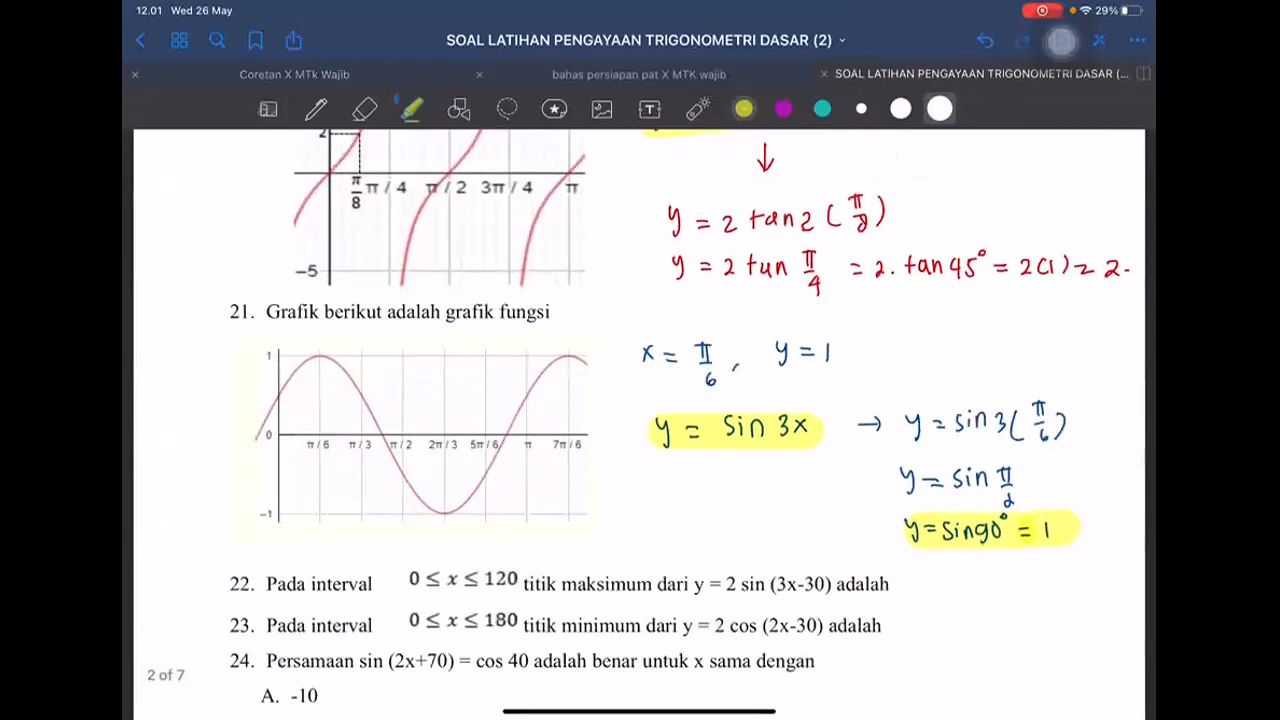 12.01 Wed 26 May
29%
SOAL LATIHAN PENGAYAAN TRIGONOMETRI DASAR (2)
Coretan X MTk Wajib
bahas persiapan pat X MTK wajib
SOAL LATIHAN PENGAYAAN TRIGONOMETRI DASAR (...
2
π/8 π / 4 π / 2 3π / 4 π
-5
y = 2 tan 2 (π/8)
y = 2 tan π/4 = 2. tan 45° = 2(1) = 2.
21. Grafik berikut adalah grafik fungsi
1
0
π / 6 π / 3 π / 2 2π / 3 5π / 6 π 7π / 6
-1
x = π/6, y = 1
y = sin 3x → y = sin 3(π/6)
y = sin π/2
y = sin 90° = 1
22. Pada interval 0 ≤ x ≤ 120 titik maksimum dari y = 2 sin (3x-30) adalah
23. Pada interval 0 ≤ x ≤ 180 titik minimum dari y = 2 cos (2x-30) adalah
24. Persamaan sin (2x+70) = cos 40 adalah benar untuk x sama dengan
A. -10
2 of 7